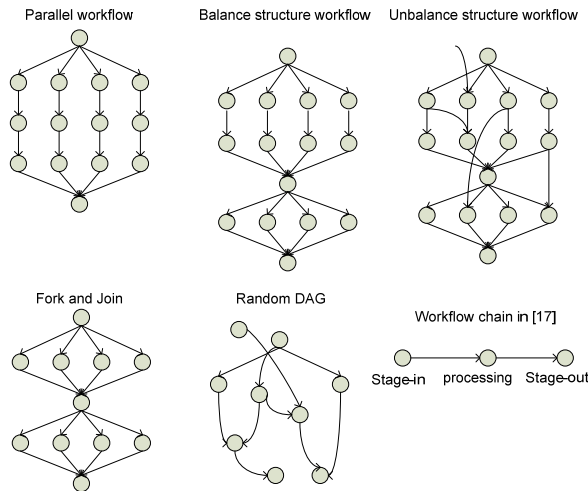 Parallel workflow
Balance structure workflow
Unbalance structure workflow
Fork and Join
Random DAG
Workflow chain in [17]
Stage-in
processing
Stage-out